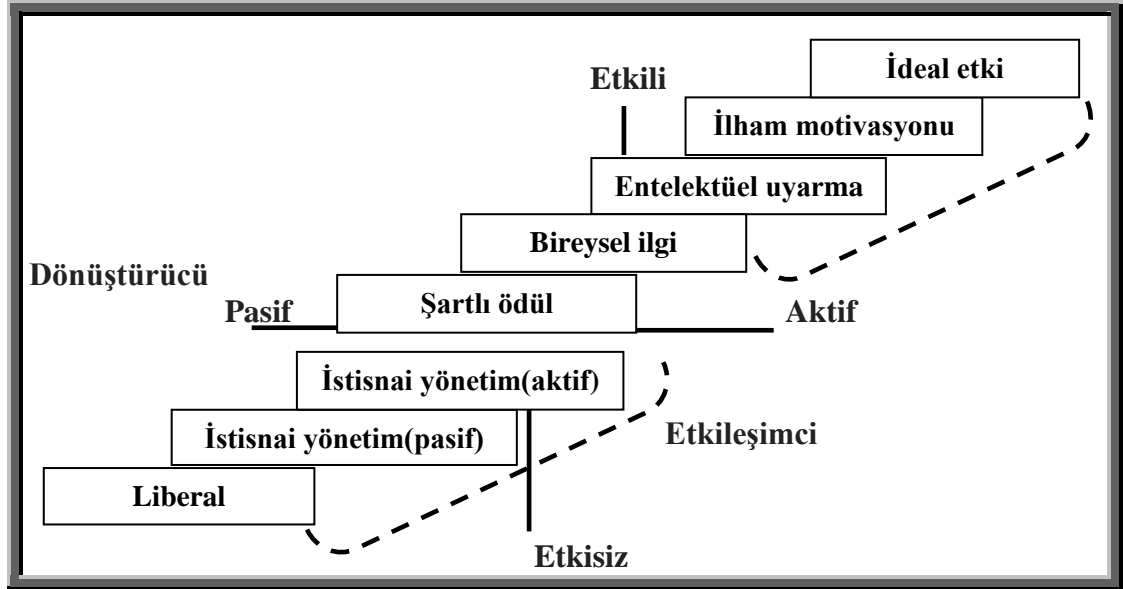 İdeal etki
Etkili
İlham motivasyonu
Entelektüel uyarma
Bireysel ilgi
Dönüştürücü
Pasif
Şartlı ödül
Aktif
İstisnai yönetim(aktif)
Etkileşimci
İstisnai yönetim(pasif)
Liberal
Etkisiz